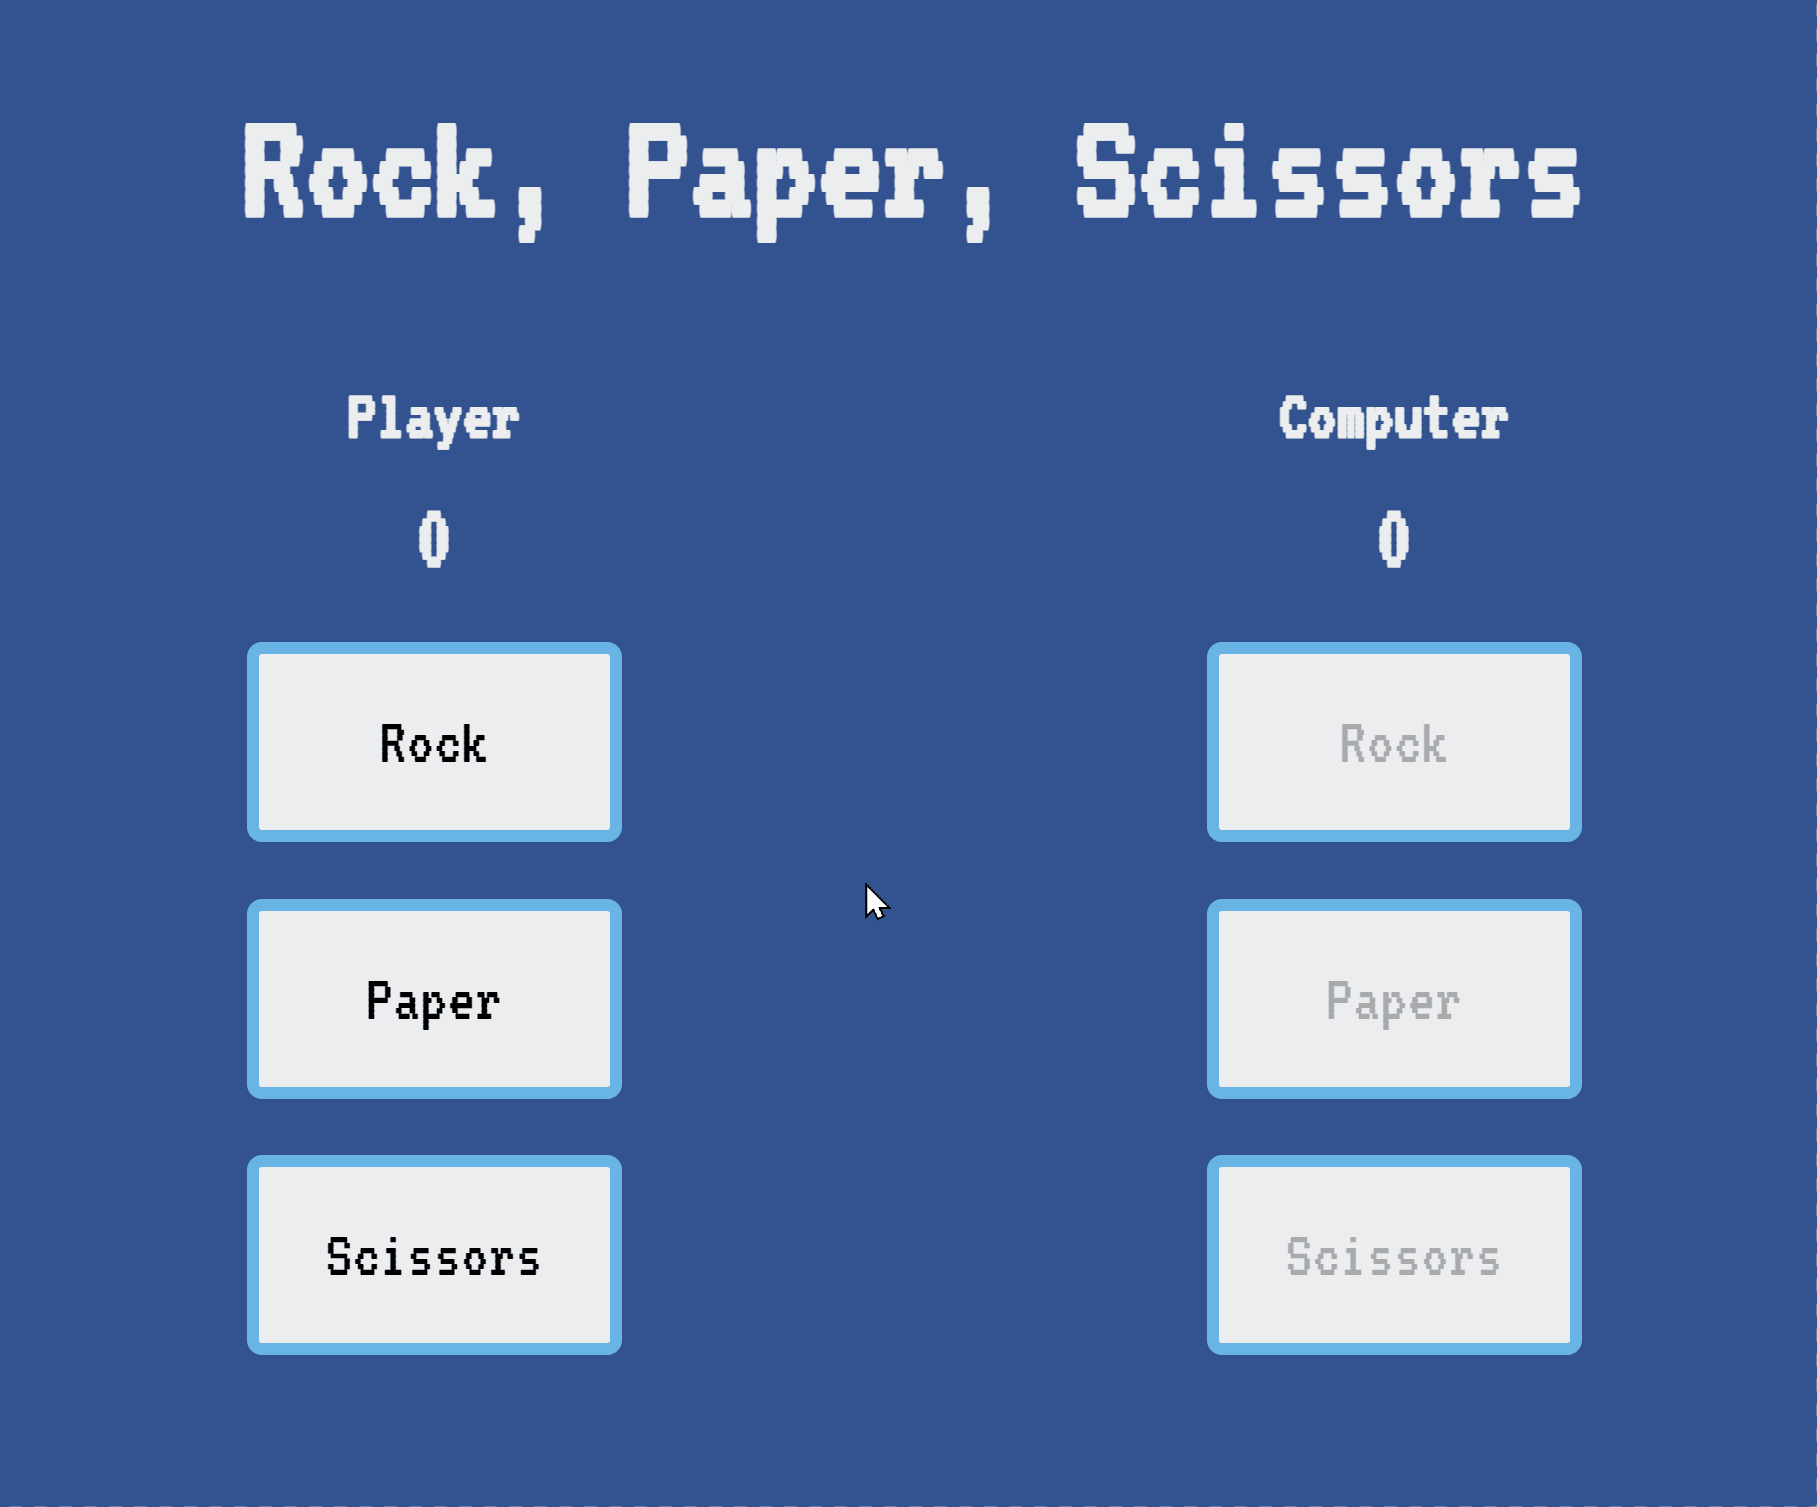 Rock, Paper, Scissors
Player
0
Rock
Paper
Scissors
Computer
0
Rock
Paper
Scissors